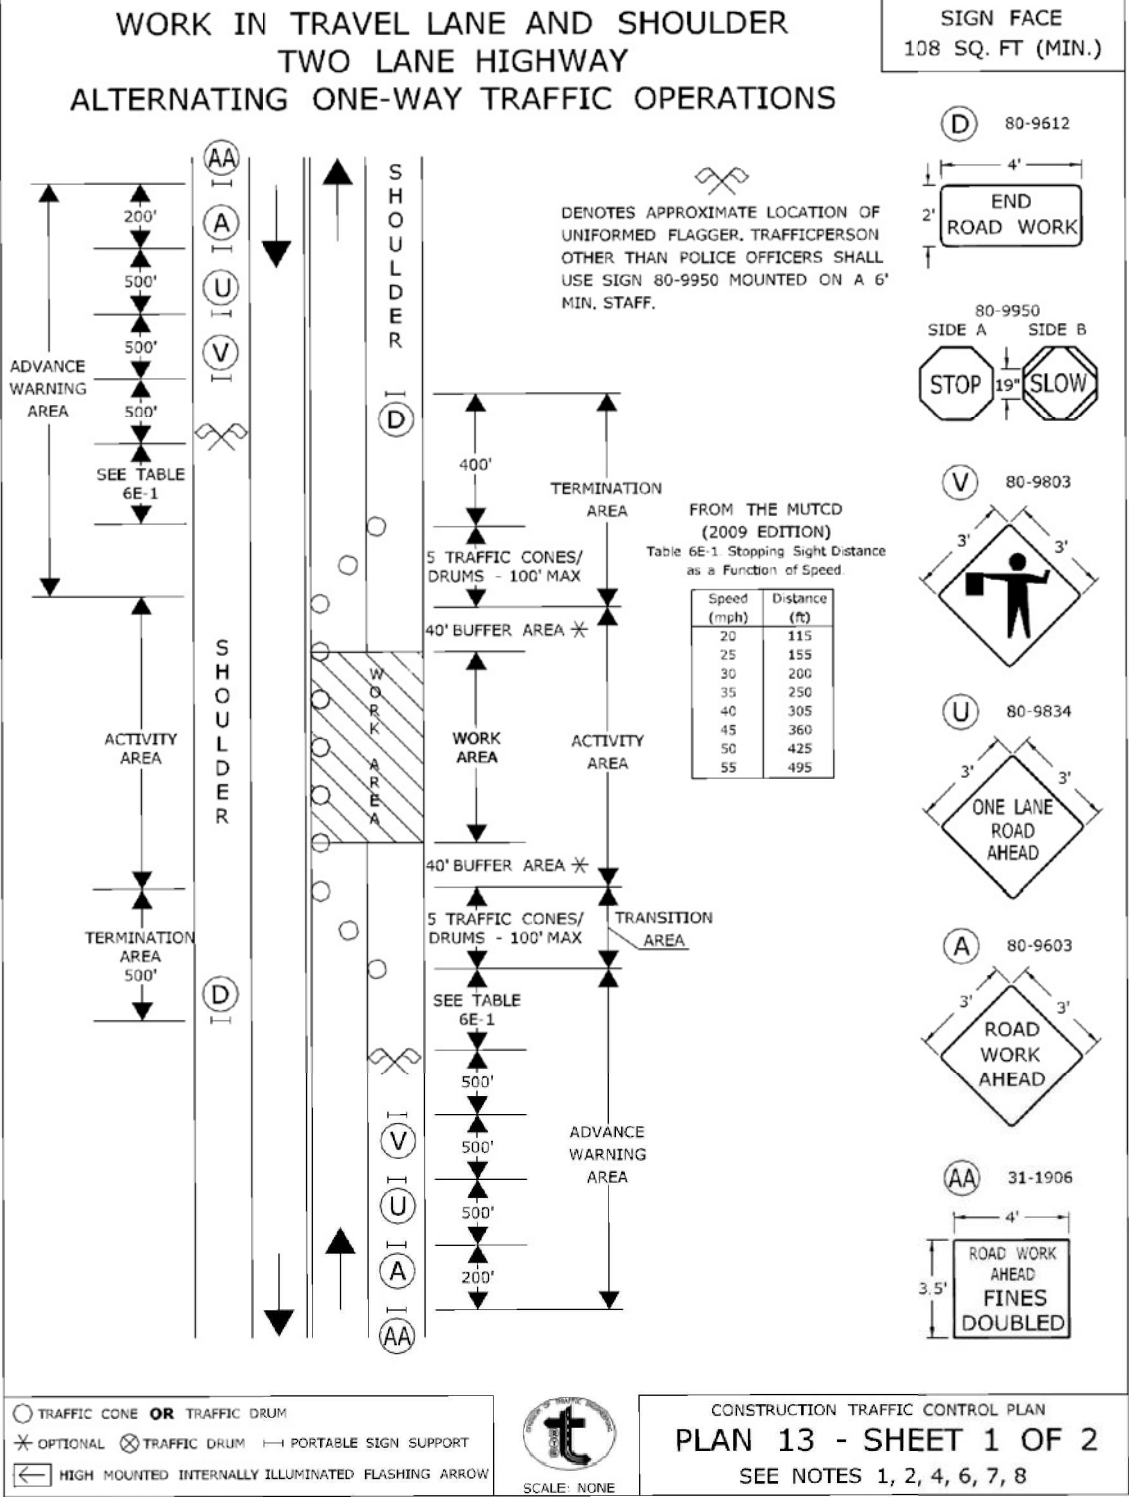 WORK IN TRAVEL LANE AND SHOULDER
TWO LANE HIGHWAY
ALTERNATING ONE-WAY TRAFFIC OPERATIONS
SIGN FACE
108 SQ. FT (MIN.)
AA
A
U
V
200'
500'
500'
500'
SEE TABLE
6E-1
ADVANCE
WARNING
AREA
SHOULDER
D
DENOTES APPROXIMATE LOCATION OF
UNIFORMED FLAGGER. TRAFFICPERSON
OTHER THAN POLICE OFFICERS SHALL
USE SIGN 80-9950 MOUNTED ON A 6'
MIN. STAFF.
400'
TERMINATION
AREA
5 TRAFFIC CONES/
DRUMS - 100' MAX
40' BUFFER AREA
WORK AREA
WORK
AREA
ACTIVITY
AREA
40' BUFFER AREA
5 TRAFFIC CONES/
DRUMS - 100' MAX
TRANSITION
AREA
SEE TABLE
6E-1
500'
500'
500'
200'
ADVANCE
WARNING
AREA
V
U
A
AA
SHOULDER
ACTIVITY
AREA
TERMINATION
AREA
500'
D
FROM THE MUTCD
(2009 EDITION)
Table 6E-1. Stopping Sight Distance
as a Function of Speed.
Speed Distance
(mph) (ft)
20 115
25 155
30 200
35 250
40 305
45 360
50 425
55 495
D 80-9612
4'
2'
END
ROAD WORK
80-9950
SIDE A SIDE B
STOP 19" SLOW
V 80-9803
3' 3'
U 80-9834
3' 3'
ONE LANE
ROAD
AHEAD
A 80-9603
3' 3'
ROAD
WORK
AHEAD
AA 31-1906
4'
3.5'
ROAD WORK
AHEAD
FINES
DOUBLED
TRAFFIC CONE OR TRAFFIC DRUM
OPTIONAL TRAFFIC DRUM PORTABLE SIGN SUPPORT
HIGH MOUNTED INTERNALLY ILLUMINATED FLASHING ARROW
DIVISION OF TRAFFIC ENGINEERING
SCALE: NONE
CONSTRUCTION TRAFFIC CONTROL PLAN
PLAN 13 - SHEET 1 OF 2
SEE NOTES 1, 2, 4, 6, 7, 8